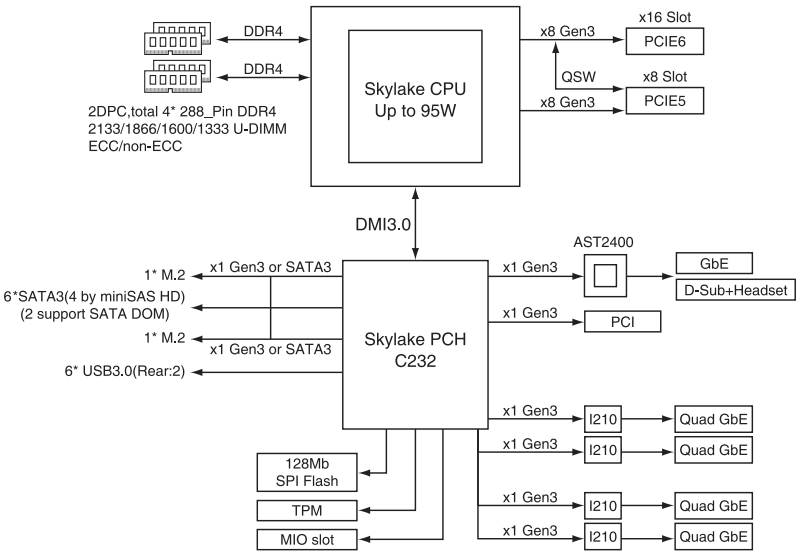 DDR4
DDR4
2DPC,total 4* 288_Pin DDR4
2133/1866/1600/1333 U-DIMM
ECC/non-ECC
Skylake CPU
Up to 95W
x8 Gen3
x16 Slot
PCIE6
QSW
x8 Slot
x8 Gen3
PCIE5
DMI3.0
1* M.2
x1 Gen3 or SATA3
6*SATA3(4 by miniSAS HD)
(2 support SATA DOM)
1* M.2
x1 Gen3 or SATA3
6* USB3.0(Rear:2)
Skylake PCH
C232
x1 Gen3
AST2400
GbE
D-Sub+Headset
x1 Gen3
PCI
x1 Gen3
I210
Quad GbE
x1 Gen3
I210
Quad GbE
x1 Gen3
I210
Quad GbE
x1 Gen3
I210
Quad GbE
128Mb
SPI Flash
TPM
MIO slot